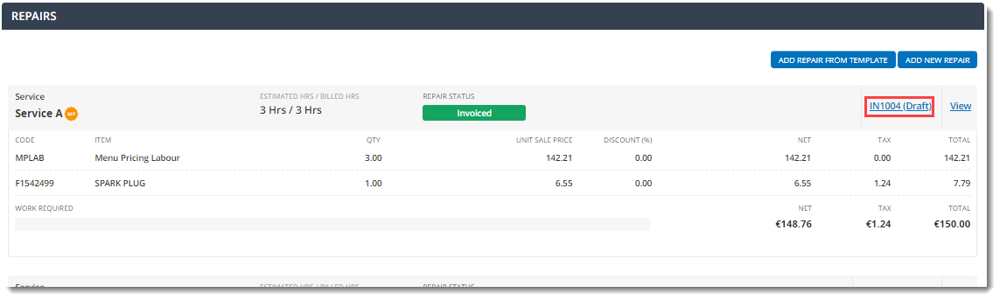 REPAIRS
ADD REPAIR FROM TEMPLATE ADD NEW REPAIR
Service ESTIMATED HRS / BILLED HRS REPAIR STATUS
Service A MP 3 Hrs / 3 Hrs Invoiced IN1004 (Draft) View
CODE ITEM QTY UNIT SALE PRICE DISCOUNT (%) NET TAX TOTAL
MPLAB Menu Pricing Labour 3.00 142.21 0.00 142.21 0.00 142.21
F1542499 SPARK PLUG 1.00 6.55 0.00 6.55 1.24 7.79
WORK REQUIRED NET TAX TOTAL
€148.76 €1.24 €150.00
Service ESTIMATED HRS / BILLED HRS REPAIR STATUS